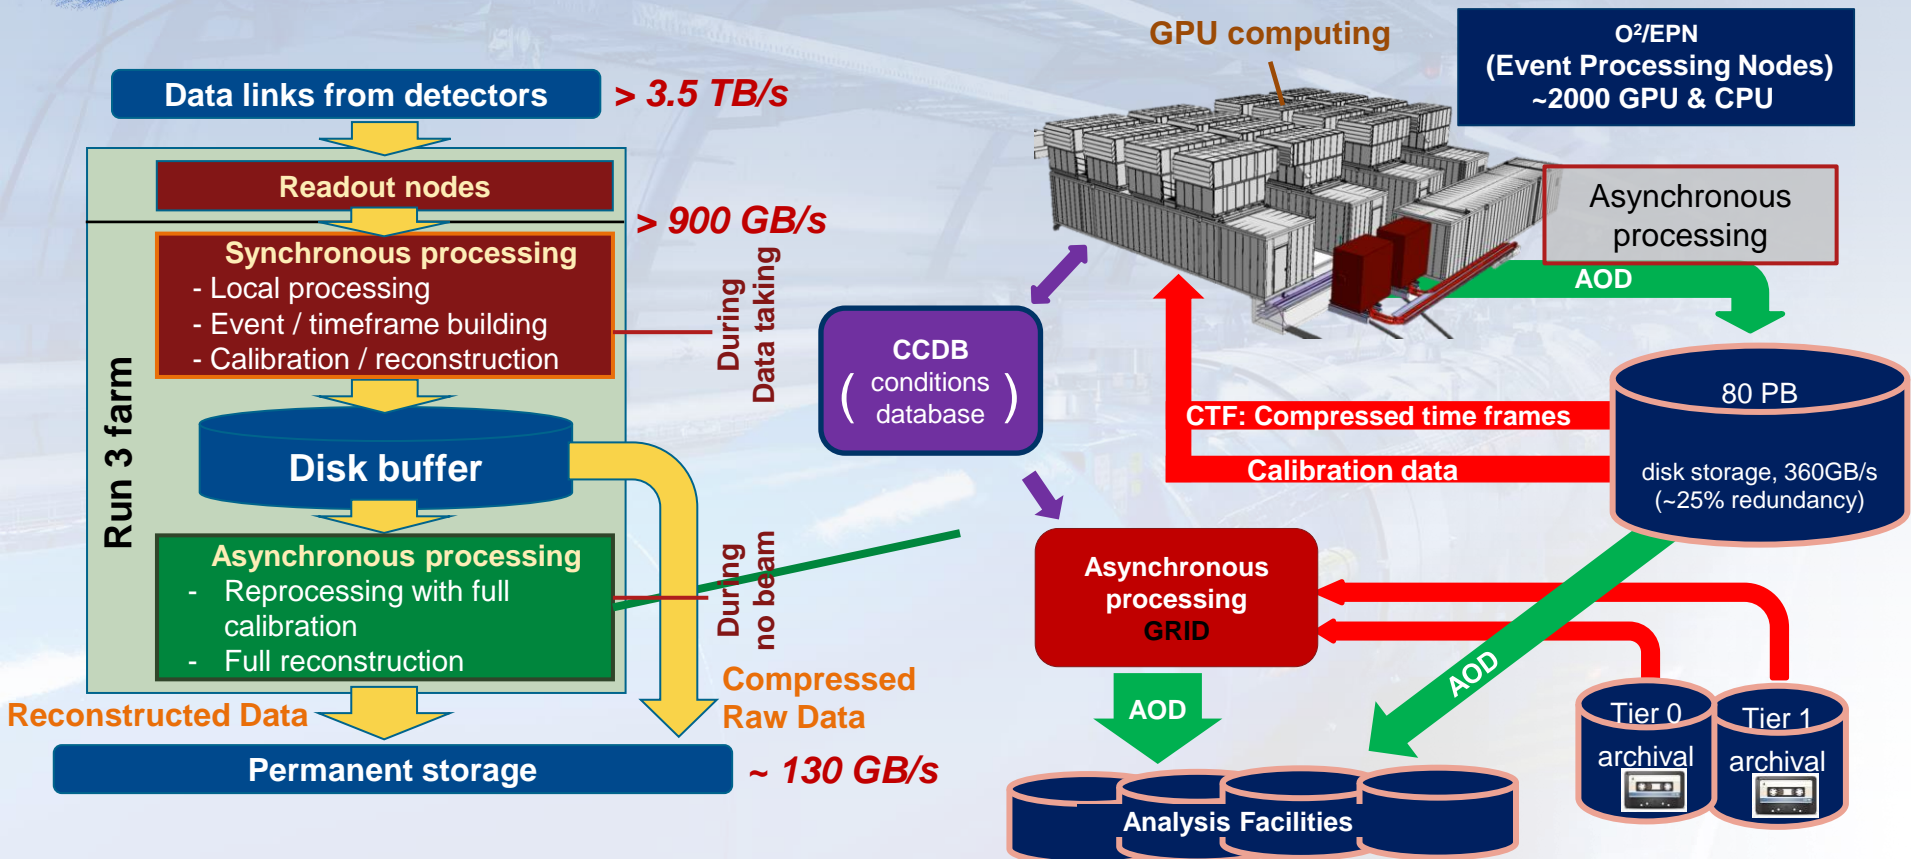 Data links from detectors
> 3.5 TB/s
Readout nodes
> 900 GB/s
Synchronous processing
- Local processing
- Event / timeframe building
- Calibration / reconstruction
During
Data taking
Run 3 farm
Disk buffer
Asynchronous processing
- Reprocessing with full
calibration
- Full reconstruction
During
no beam
Reconstructed Data
Compressed
Raw Data
Permanent storage
~ 130 GB/s
GPU computing
O²/EPN
(Event Processing Nodes)
~2000 GPU & CPU
Asynchronous
processing
AOD
CCDB
( conditions
database )
80 PB
disk storage, 360GB/s
(~25% redundancy)
CTF: Compressed time frames
Calibration data
Asynchronous
processing
GRID
AOD
AOD
Tier 0
archival
Tier 1
archival
Analysis Facilities